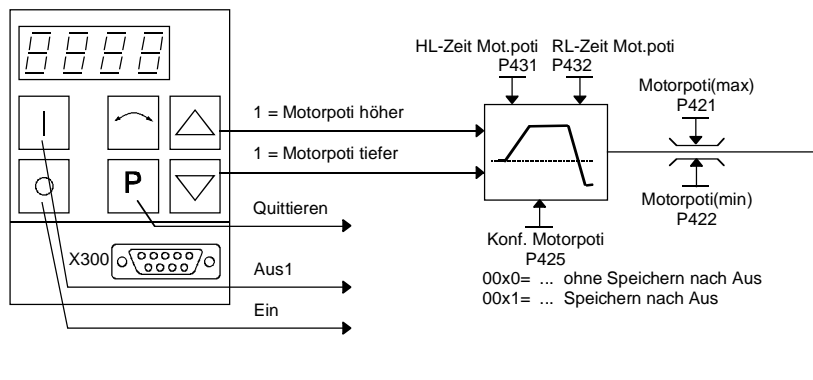 HL-Zeit Mot.poti RL-Zeit Mot.poti
P431 P432
Motorpoti(max)
P421
1 = Motorpoti höher
1 = Motorpoti tiefer
P
Motorpoti(min)
P422
Quittieren
Konf. Motorpoti
P425
X300
Aus1
00x0= ... ohne Speichern nach Aus
00x1= ... Speichern nach Aus
Ein